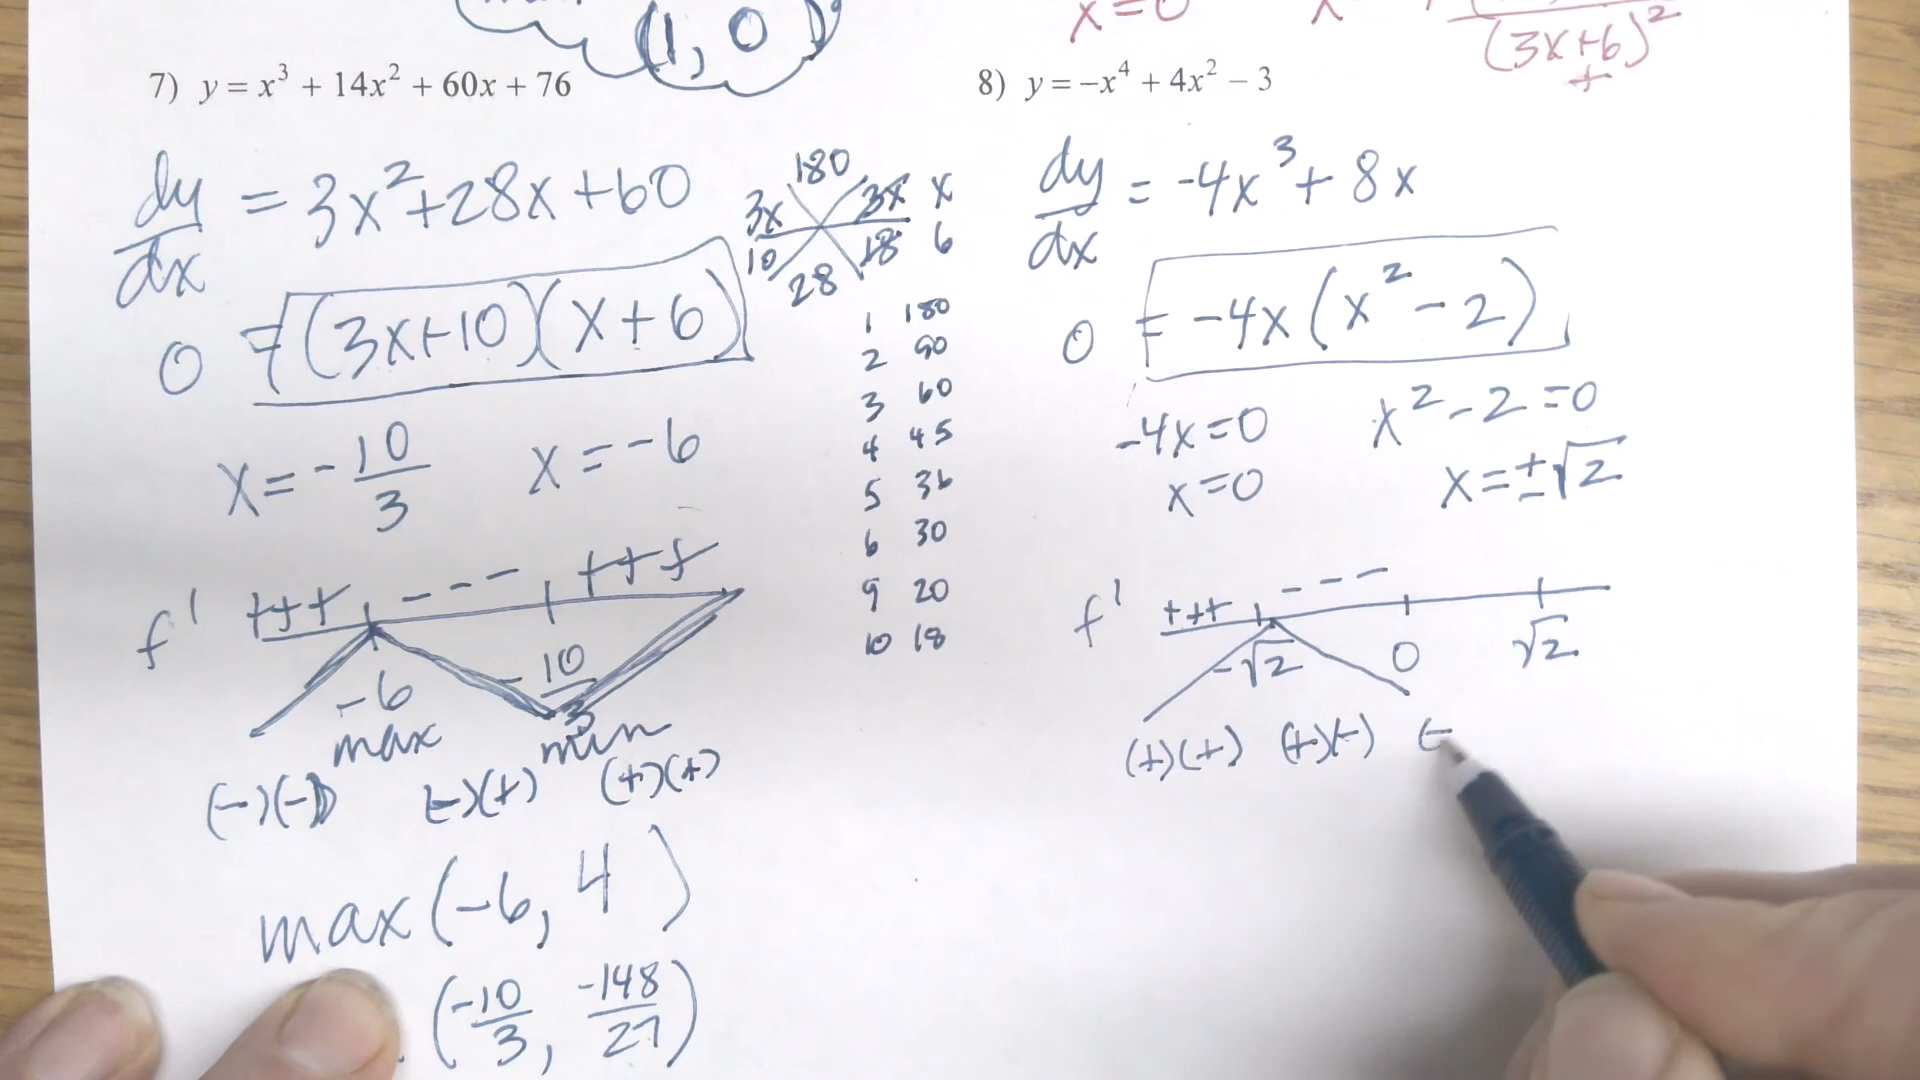 (1, 0)
x=0
(3x+6)²
+
7) y = x³ + 14x² + 60x + 76
dy/dx = 3x²+28x+60
180
3x 3x x
10 18 6
28
0 = (3x+10)(x+6)
x = -10/3 x = -6
1 180
2 90
3 60
4 45
5 36
6 30
9 20
10 18
f' +++ --- +++
-6 -10/3
max min
(-)(-) (-)(+) (+)(+)
max (-6, 4)
(-10/3, -148/27)
8) y = -x⁴ + 4x² - 3
dy/dx = -4x³+8x
0 = -4x(x²-2)
-4x=0 x²-2=0
x=0 x=±√2
f' +++ ---
-√2 0 √2
(+)(+) (+)(-) (-